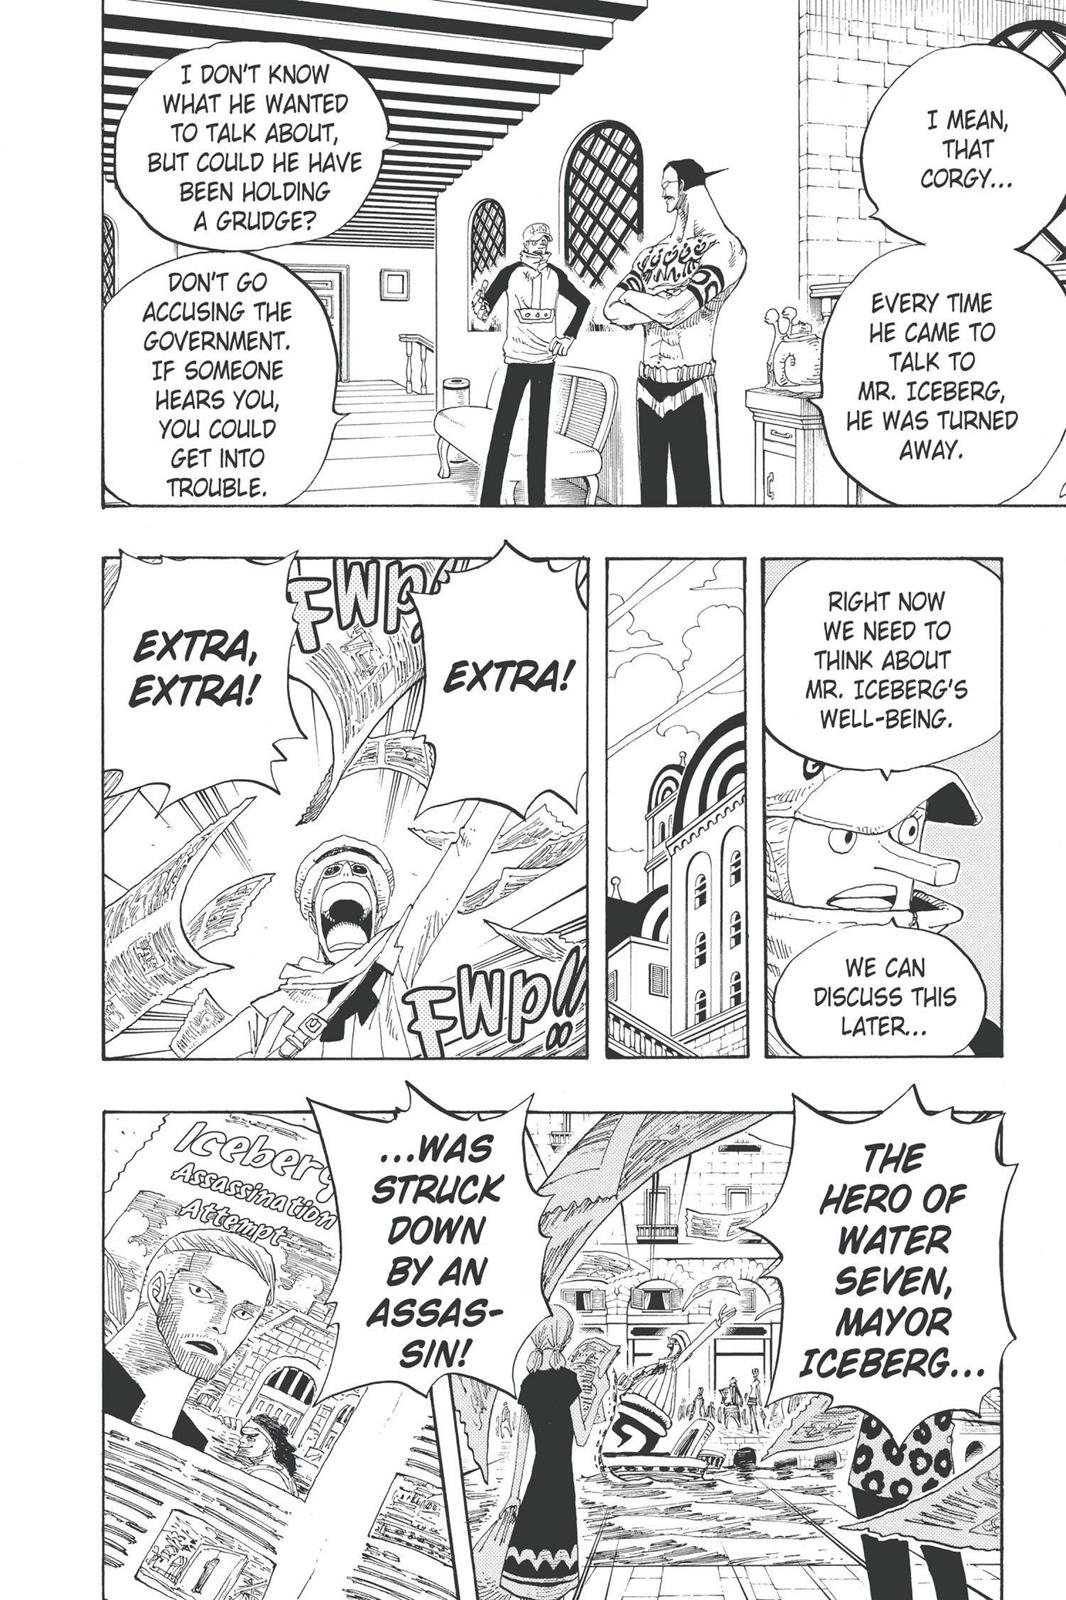 I MEAN,
THAT
CORGY...
EVERY TIME
HE CAME TO
TALK TO
MR. ICEBERG,
HE WAS TURNED
AWAY.
I DON'T KNOW
WHAT HE WANTED
TO TALK ABOUT,
BUT COULD HE HAVE
BEEN HOLDING
A GRUDGE?
DON'T GO
ACCUSING THE
GOVERNMENT.
IF SOMEONE
HEARS YOU,
YOU COULD
GET INTO
TROUBLE.
RIGHT NOW
WE NEED TO
THINK ABOUT
MR. ICEBERG'S
WELL-BEING.
WE CAN
DISCUSS THIS
LATER...
EXTRA!
FWP
EXTRA,
EXTRA!
FWP!!
THE
HERO OF
WATER
SEVEN,
MAYOR
ICEBERG...
...WAS
STRUCK
DOWN
BY AN
ASSAS-
SIN!
Iceberg
Assassination
Attempt